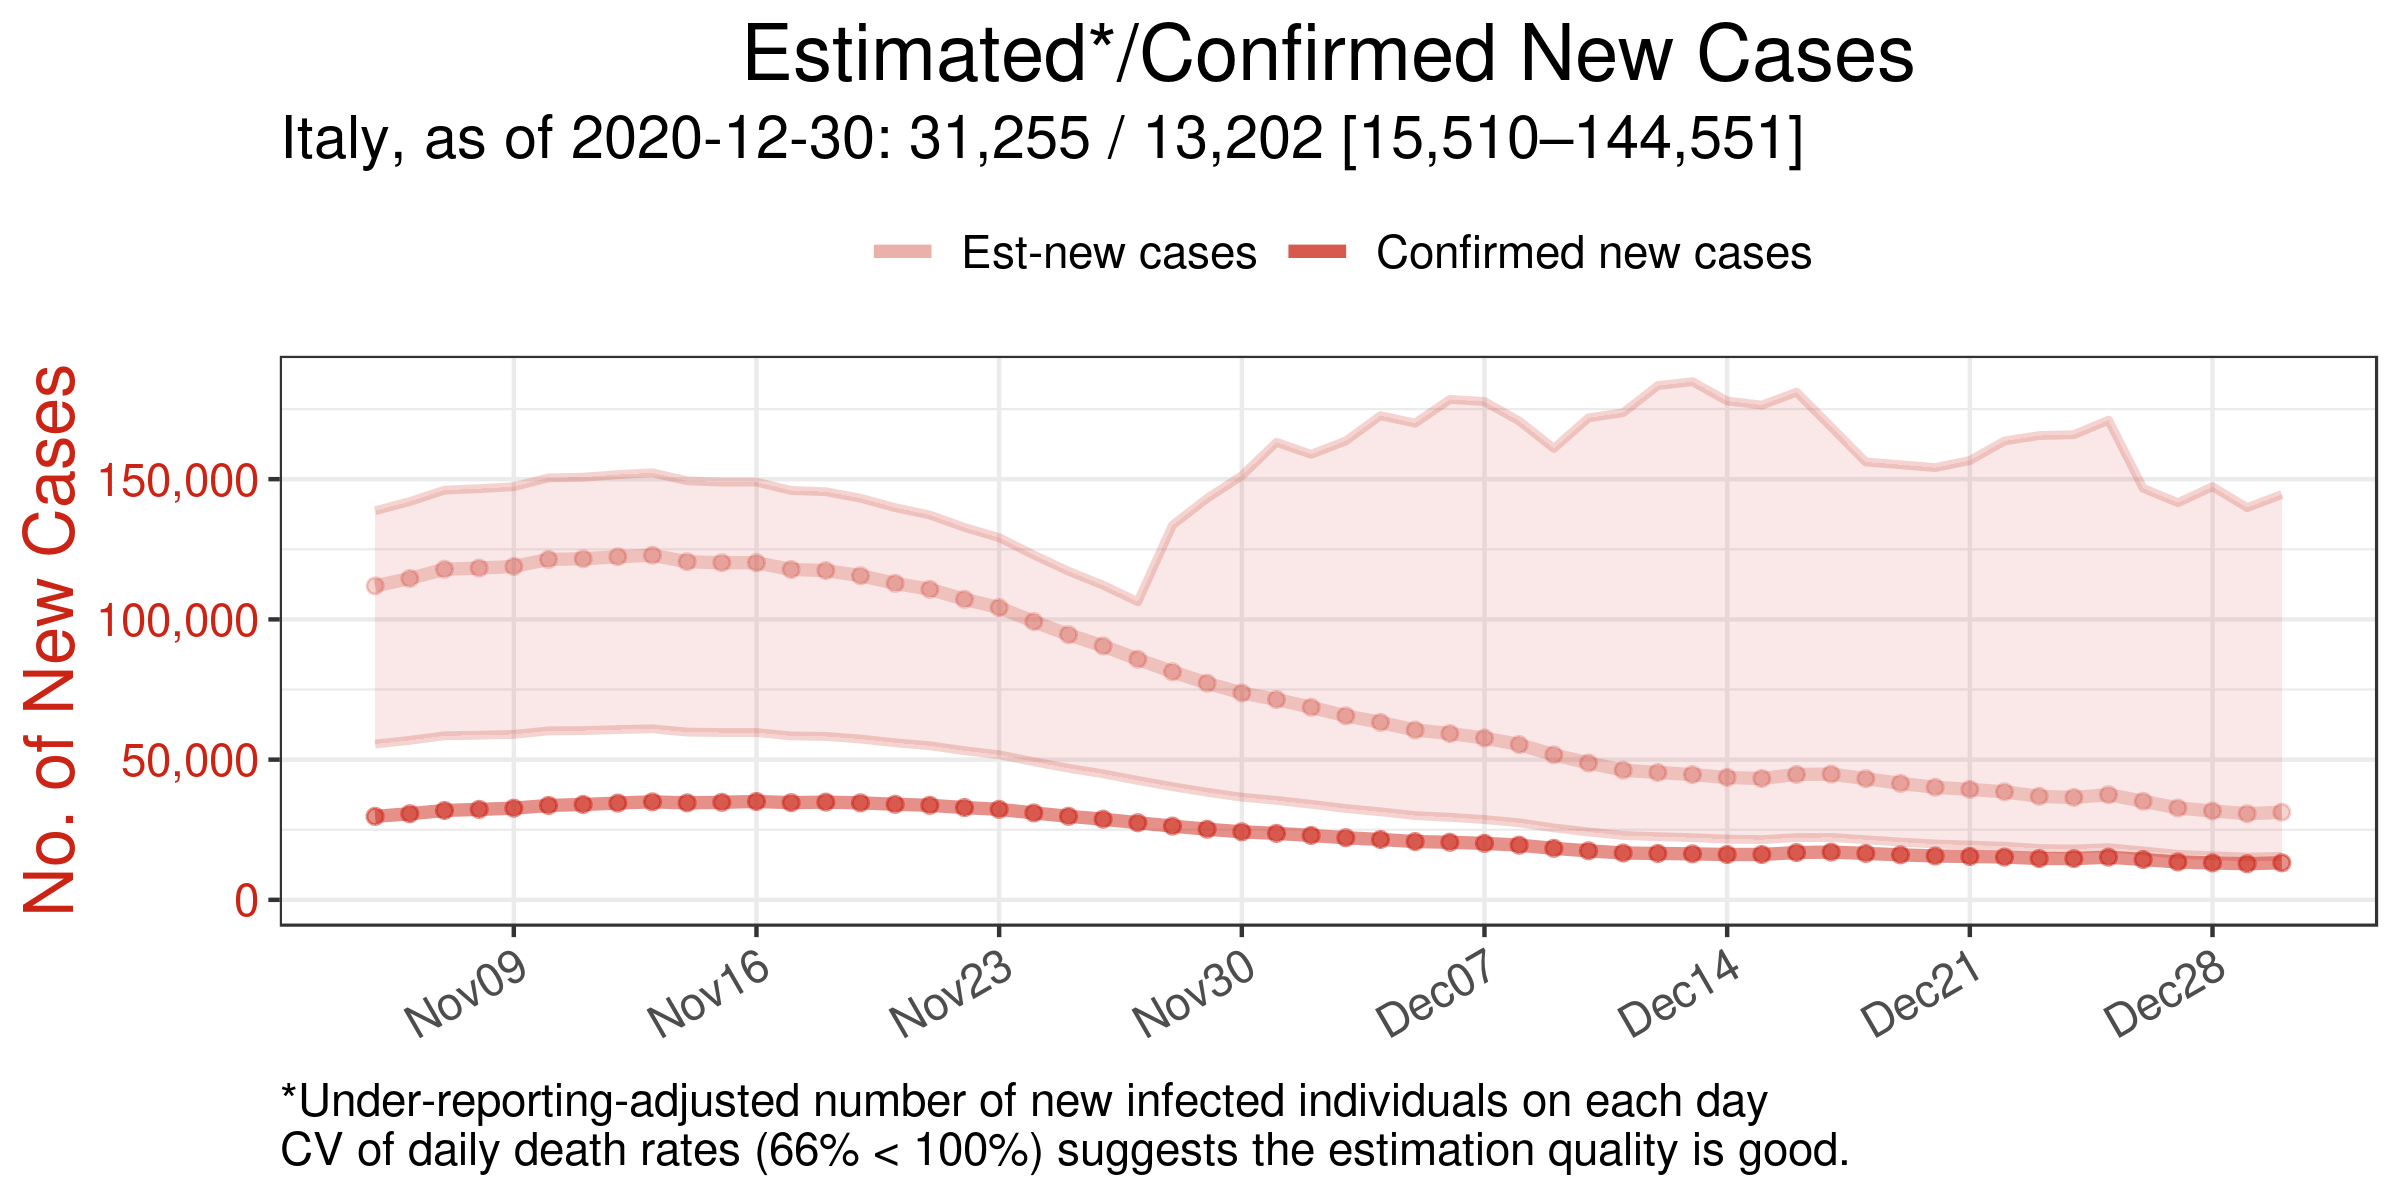 Estimated*/Confirmed New Cases
Italy, as of 2020-12-30: 31,255 / 13,202 [15,510–144,551]
Est-new cases
Confirmed new cases
No. of New Cases
150,000
100,000
50,000
0
Nov09
Nov16
Nov23
Nov30
Dec07
Dec14
Dec21
Dec28
*Under-reporting-adjusted number of new infected individuals on each day
CV of daily death rates (66% < 100%) suggests the estimation quality is good.